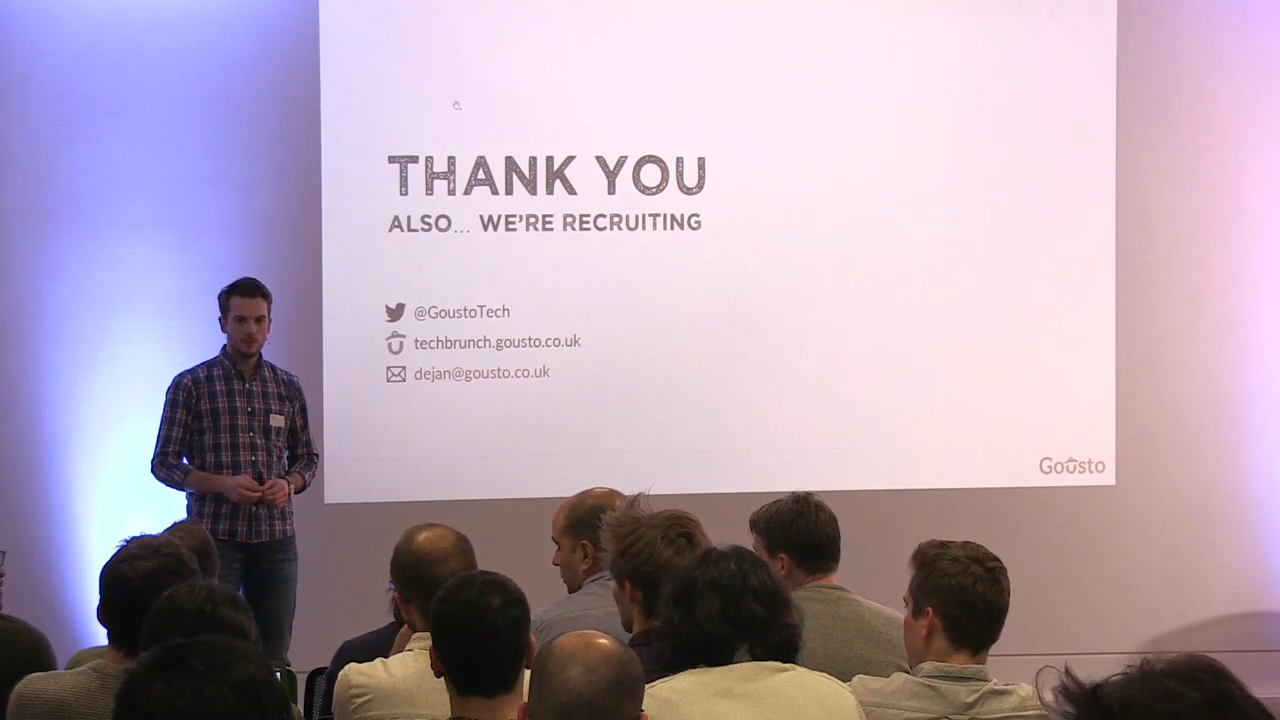 THANK YOU
ALSO... WE'RE RECRUITING
@GoustoTech
techbrunch.gousto.co.uk
dejan@gousto.co.uk
Gousto